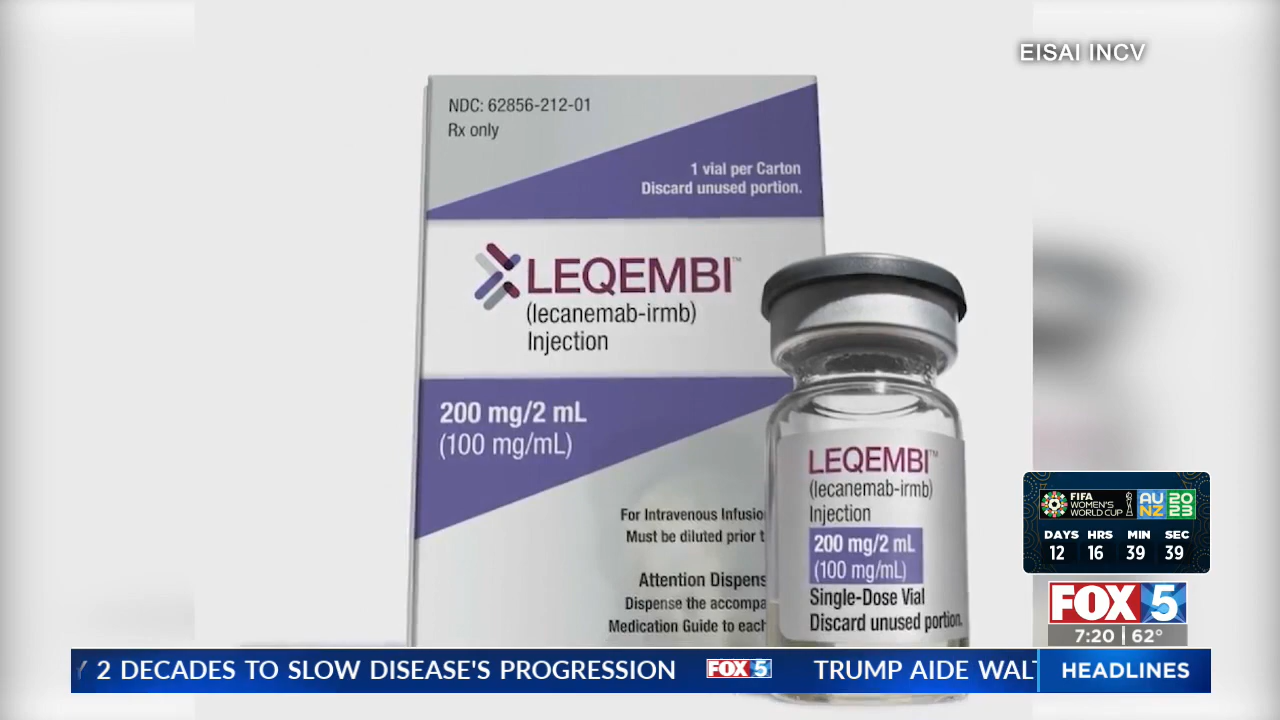 EISAI INCV
NDC: 62856-212-01
Rx only
1 vial per Carton
Discard unused portion.
LEQEMBI™
(lecanemab-irmb)
Injection
200 mg/2 mL
(100 mg/mL)
For Intravenous Infusio
Must be diluted prior t
Attention Dispens
Dispense the accompa
Medication Guide to each
LEQEMBI™
(lecanemab-irmb)
Injection
200 mg/2 mL
(100 mg/mL)
Single-Dose Vial
Discard unused portion.
FIFA
WOMEN'S
WORLD CUP
AU
NZ
20
23
DAYS HRS MIN SEC
12 16 39 39
FOX 5
7:20 | 62°
Y 2 DECADES TO SLOW DISEASE'S PROGRESSION FOX 5 TRUMP AIDE WALT
HEADLINES